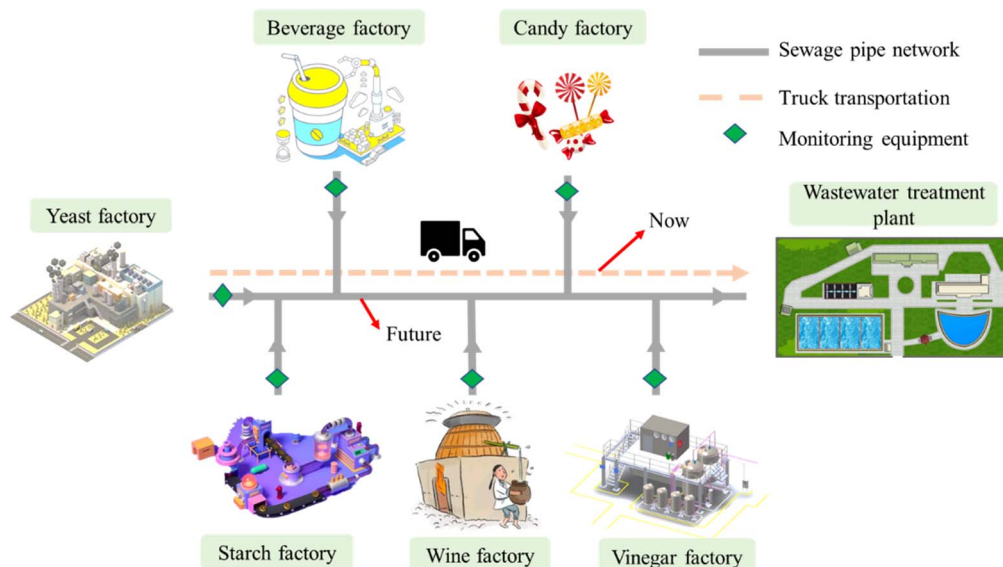 Beverage factory
Candy factory
Sewage pipe network
Truck transportation
Monitoring equipment
Yeast factory
Now
Wastewater treatment
plant
Future
Starch factory
Wine factory
Vinegar factory